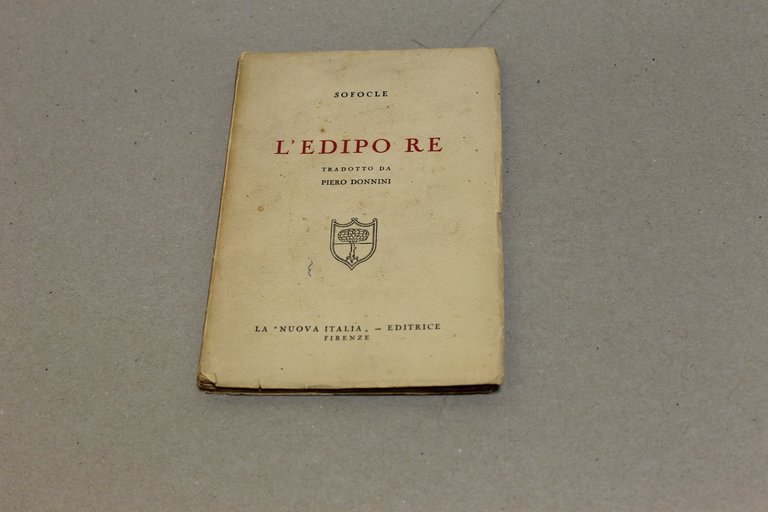 SOFOCLE
L'EDIPO RE
TRADOTTO DA
PIERO DONNINI
LA "NUOVA ITALIA„ — EDITRICE
FIRENZE